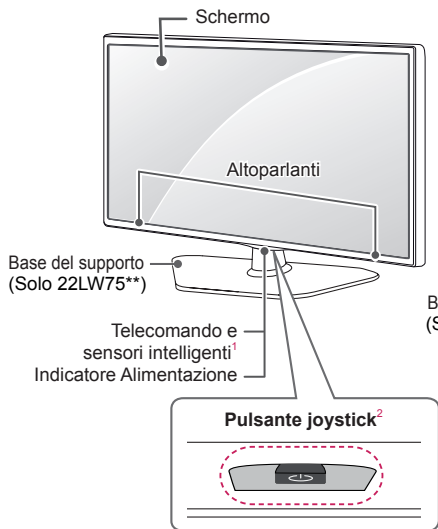 Schermo
Altoparlanti
Base del supporto
(Solo 22LW75**)
Telecomando e
sensori intelligenti1
Indicatore Alimentazione
Pulsante joystick2
B
(S